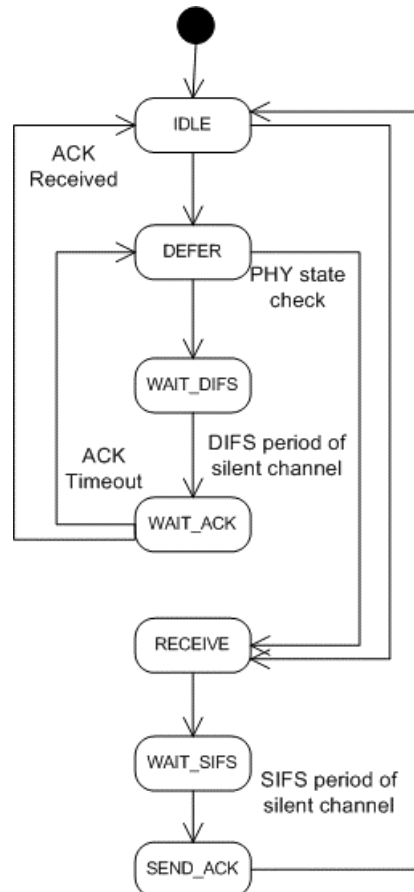 IDLE
ACK
Received
DEFER
PHY state
check
WAIT_DIFS
DIFS period of
silent channel
ACK
Timeout
WAIT_ACK
RECEIVE
WAIT_SIFS
SIFS period of
silent channel
SEND_ACK